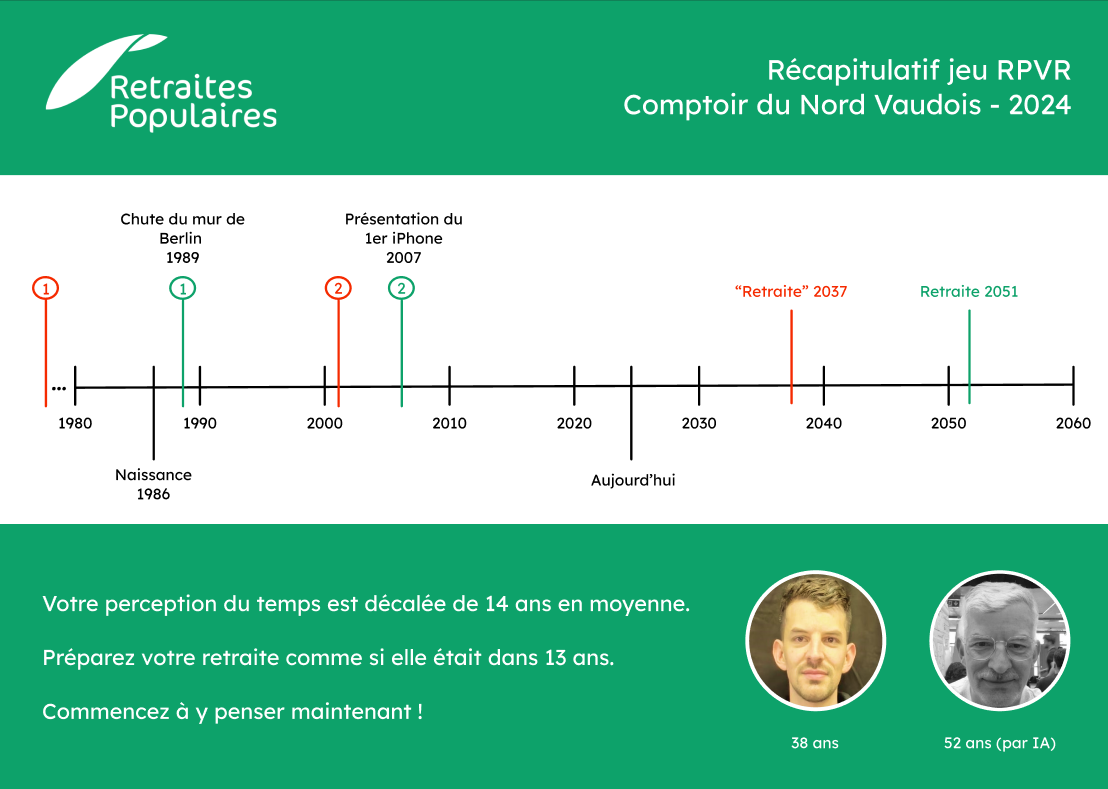 Retraites
Populaires
Récapitulatif jeu RPVR
Comptoir du Nord Vaudois - 2024
Chute du mur de
Berlin
1989
Présentation du
1er iPhone
2007
1
1
2
2
“Retraite” 2037
Retraite 2051
...
1980
1990
2000
2010
2020
2030
2040
2050
2060
Naissance
1986
Aujourd’hui
Votre perception du temps est décalée de 14 ans en moyenne.
Préparez votre retraite comme si elle était dans 13 ans.
Commencez à y penser maintenant !
38 ans
52 ans (par IA)